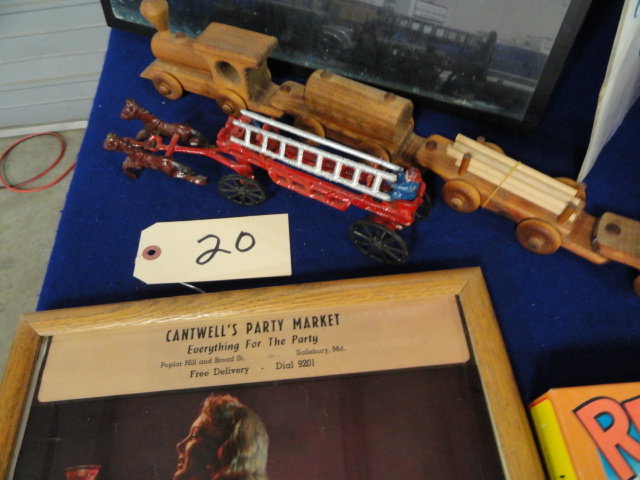 20
CANTWELL'S PARTY MARKET
Everything For The Party
Poplar Hill and Broad St. Salisbury, Md.
Free Delivery - Dial 9201